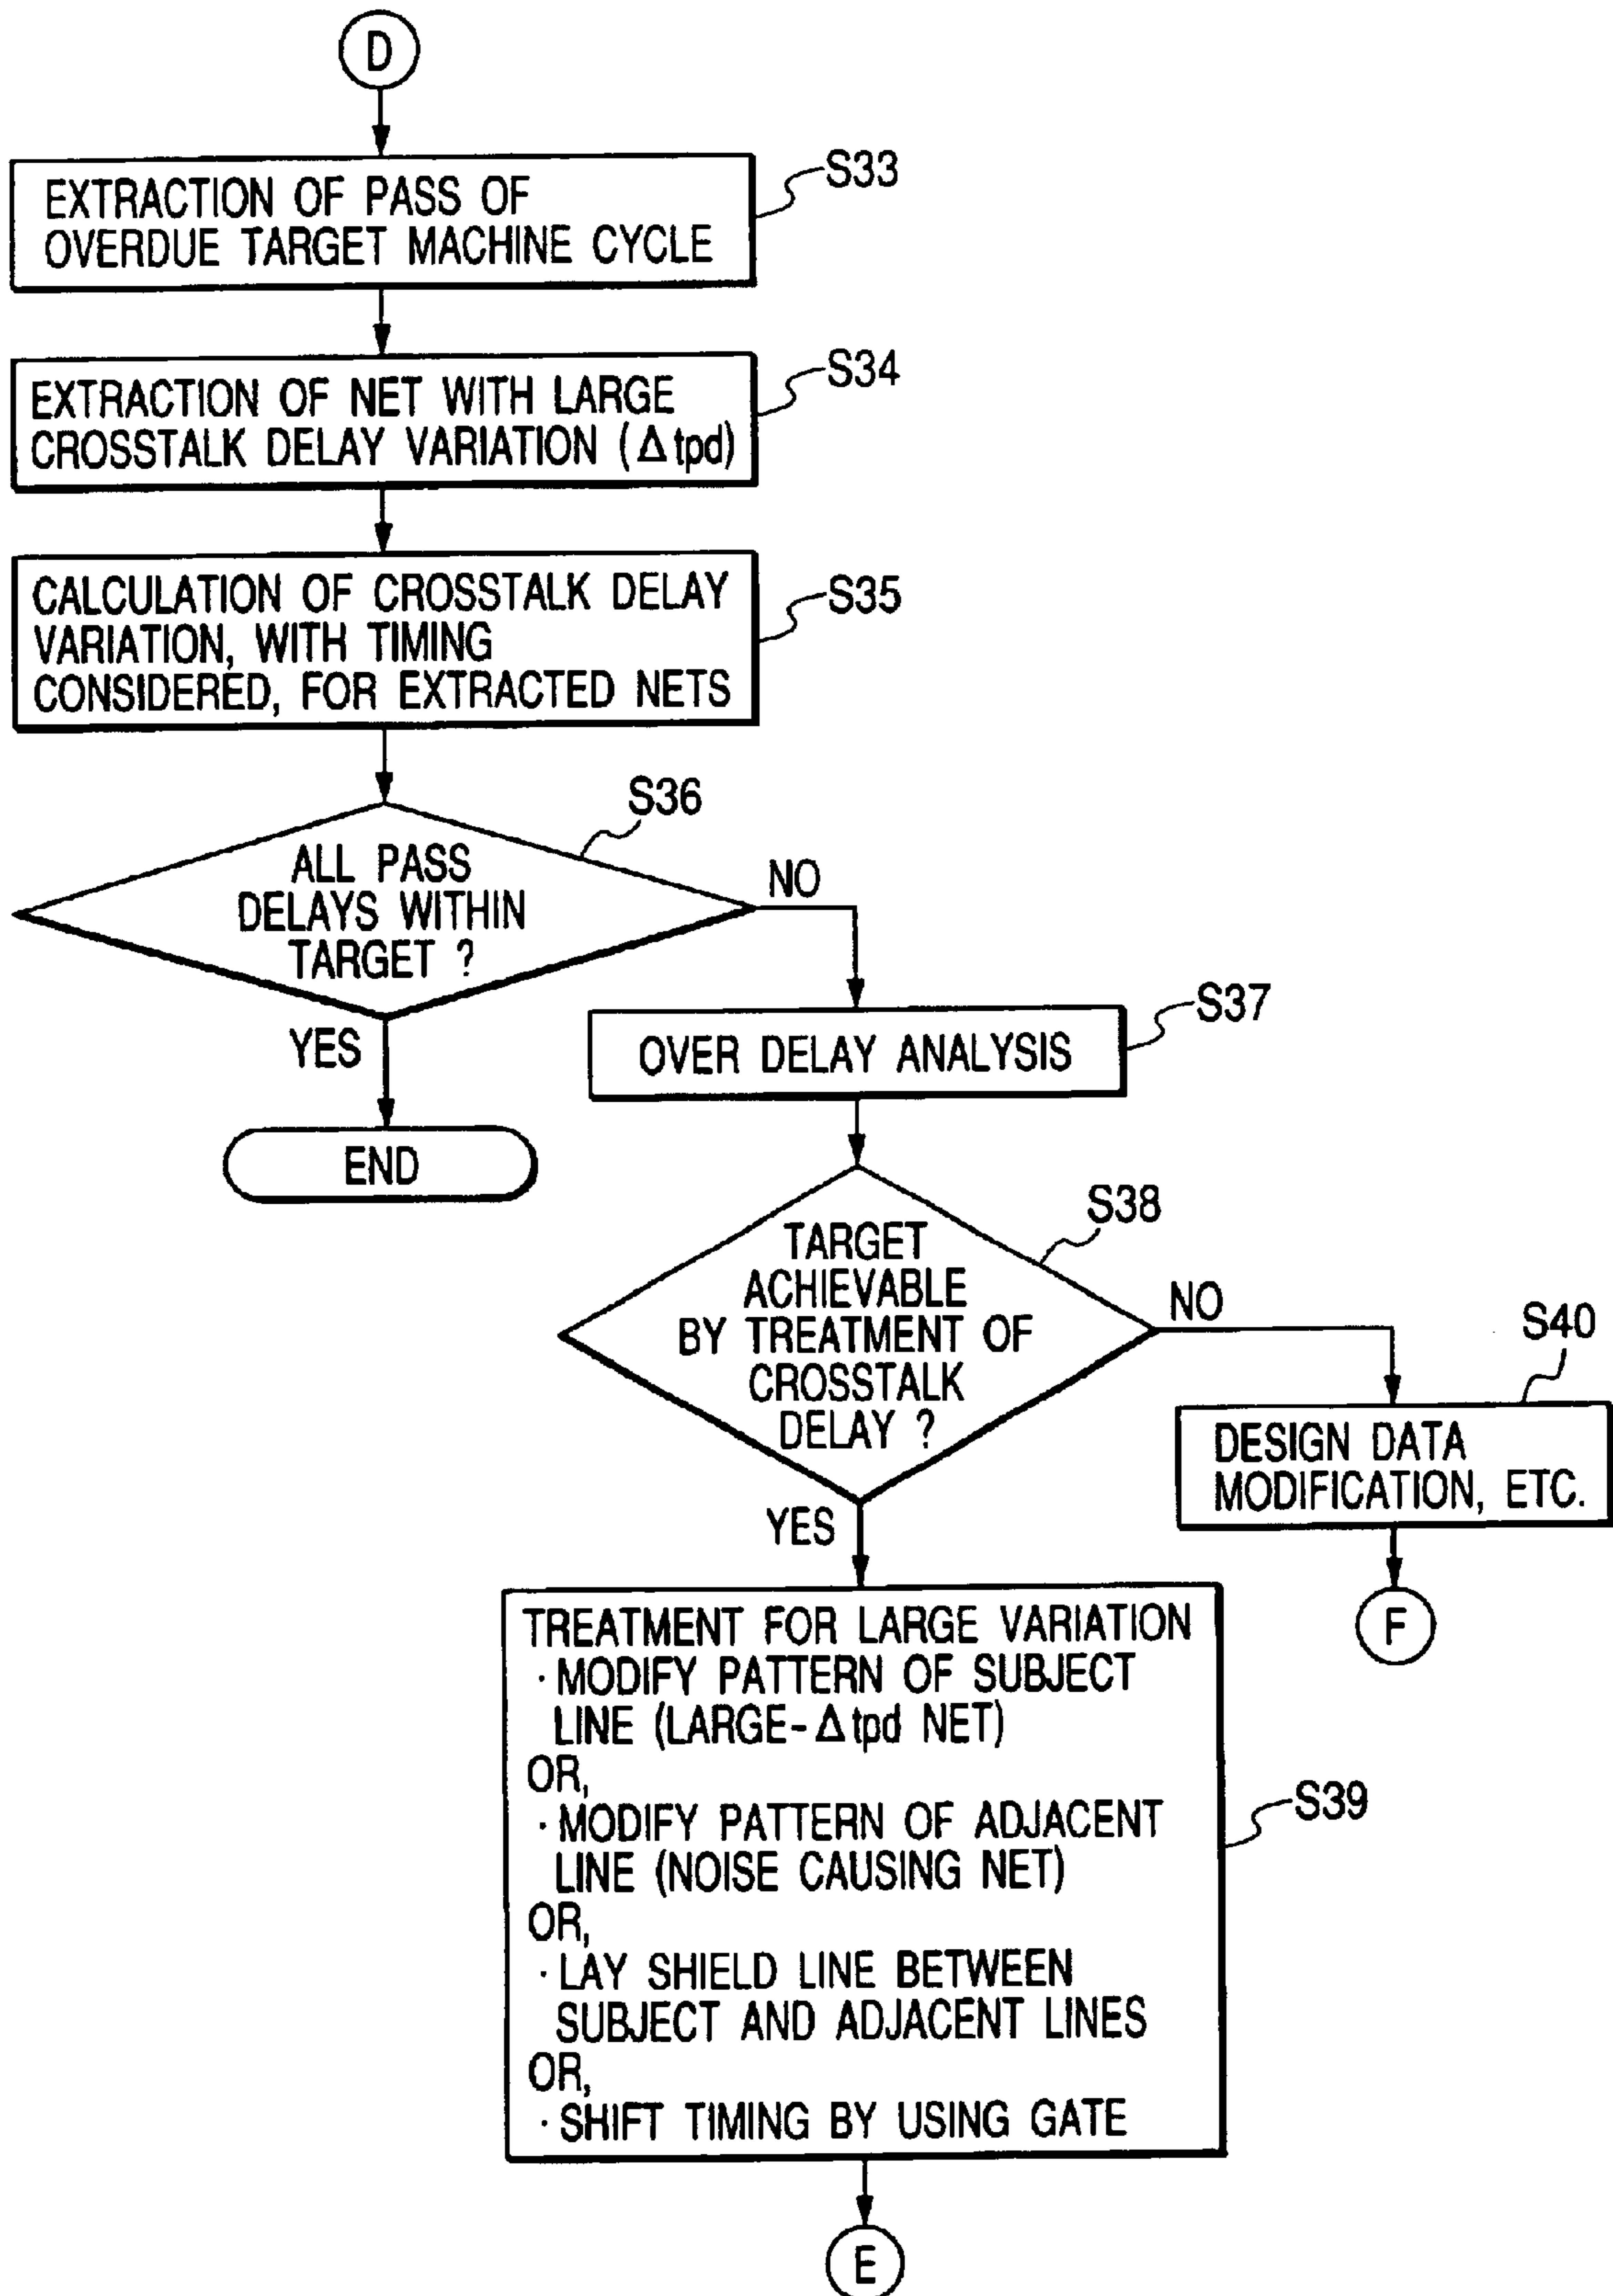 D
EXTRACTION OF PASS OF
OVERDUE TARGET MACHINE CYCLE
S33
EXTRACTION OF NET WITH LARGE
CROSSTALK DELAY VARIATION (Δtpd)
S34
CALCULATION OF CROSSTALK DELAY
VARIATION, WITH TIMING
CONSIDERED, FOR EXTRACTED NETS
S35
S36
ALL PASS
DELAYS WITHIN
TARGET ?
NO
YES
END
OVER DELAY ANALYSIS
S37
S38
TARGET
ACHIEVABLE
BY TREATMENT OF
CROSSTALK
DELAY ?
NO
YES
S40
DESIGN DATA
MODIFICATION, ETC.
F
TREATMENT FOR LARGE VARIATION
· MODIFY PATTERN OF SUBJECT
LINE (LARGE-Δtpd NET)
OR,
· MODIFY PATTERN OF ADJACENT
LINE (NOISE CAUSING NET)
OR,
· LAY SHIELD LINE BETWEEN
SUBJECT AND ADJACENT LINES
OR,
· SHIFT TIMING BY USING GATE
S39
E